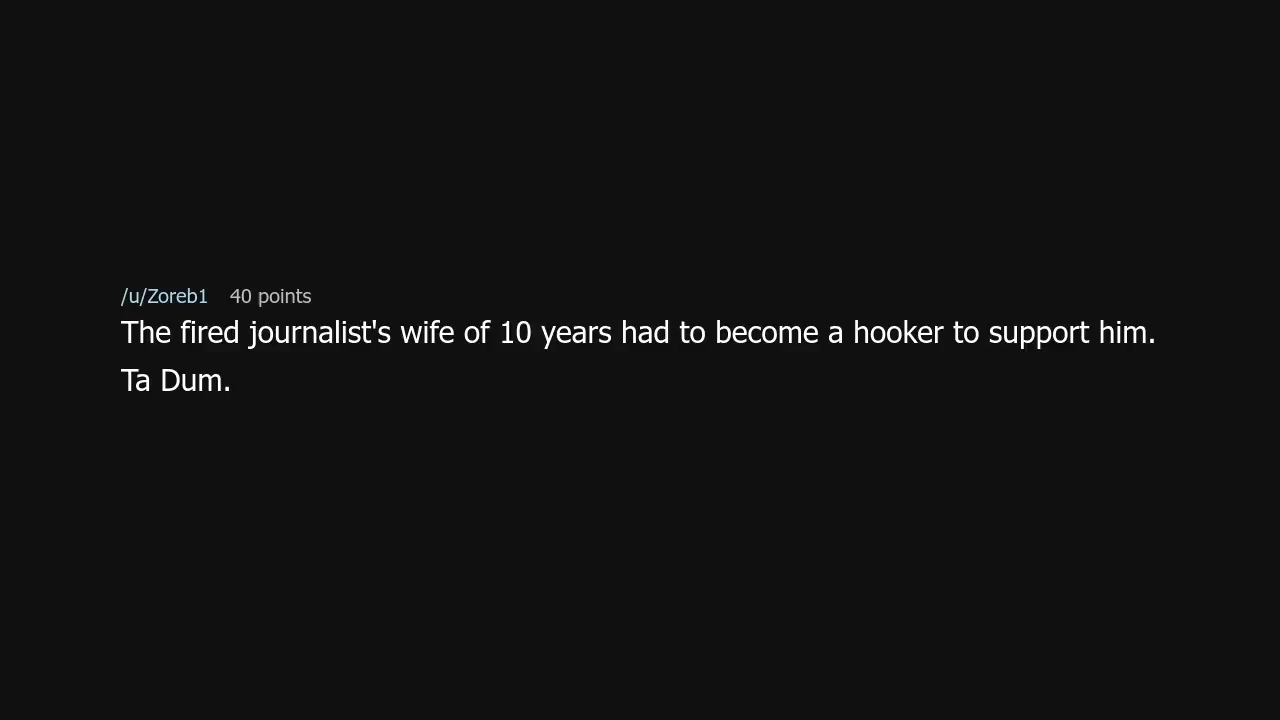 /u/Zoreb1 40 points
The fired journalist's wife of 10 years had to become a hooker to support him.
Ta Dum.